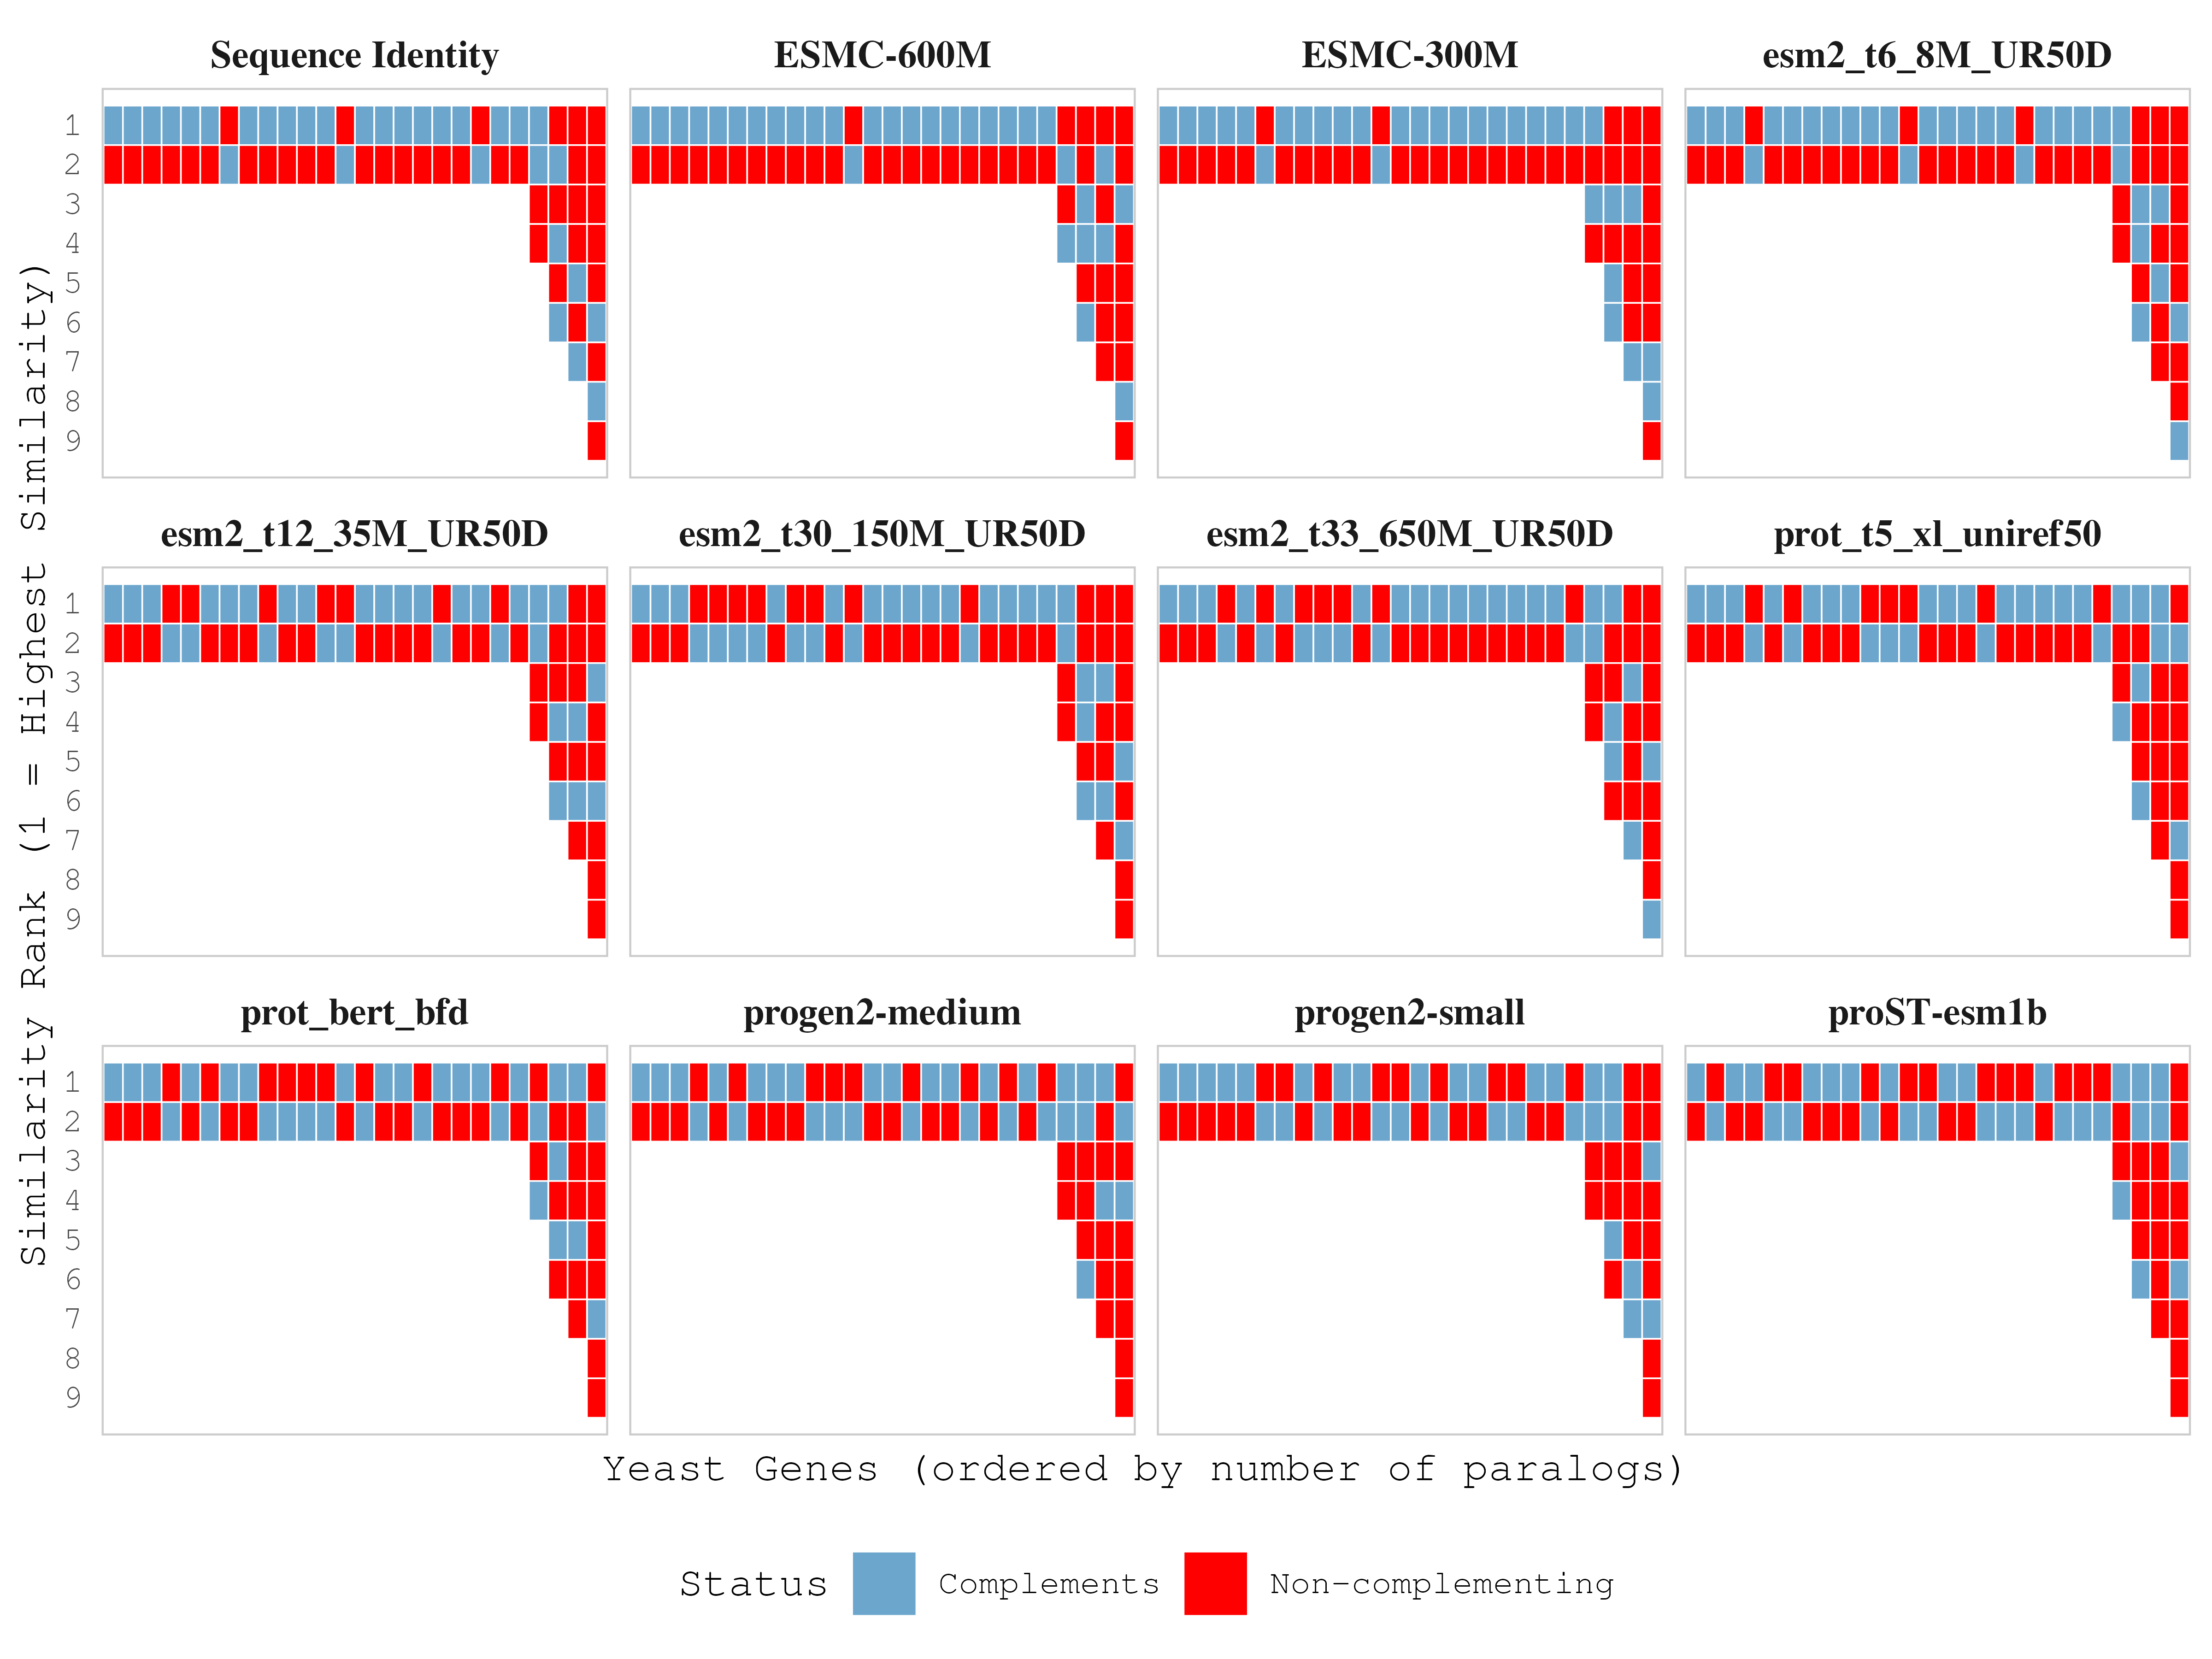 Sequence Identity
ESMC-600M
ESMC-300M
esm2_t6_8M_UR50D
1
2
3
4
5
6
7
8
9
esm2_t12_35M_UR50D
esm2_t30_150M_UR50D
esm2_t33_650M_UR50D
prot_t5_xl_uniref50
1
2
3
4
5
6
7
8
9
prot_bert_bfd
progen2-medium
progen2-small
proST-esm1b
1
2
3
4
5
6
7
8
9
Similarity Rank (1 = Highest Similarity)
Yeast Genes (ordered by number of paralogs)
Status
Complements
Non-complementing